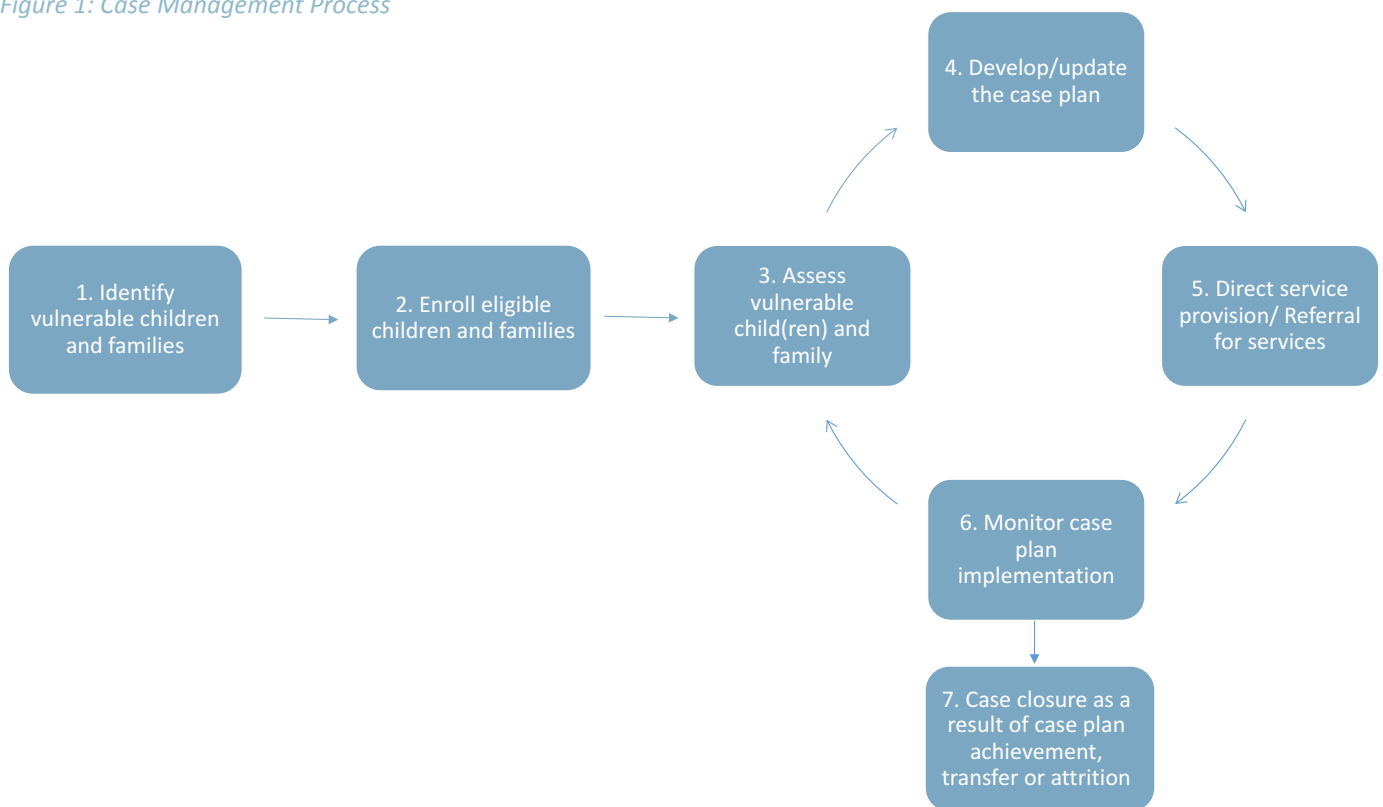 Figure 1: Case Management Process
4. Develop/update
the case plan
1. Identify
vulnerable children
and families
2. Enroll eligible
children and families
3. Assess
vulnerable
child(ren) and
family
5. Direct service
provision/ Referral
for services
6. Monitor case
plan
implementation
7. Case closure as a
result of case plan
achievement,
transfer or attrition